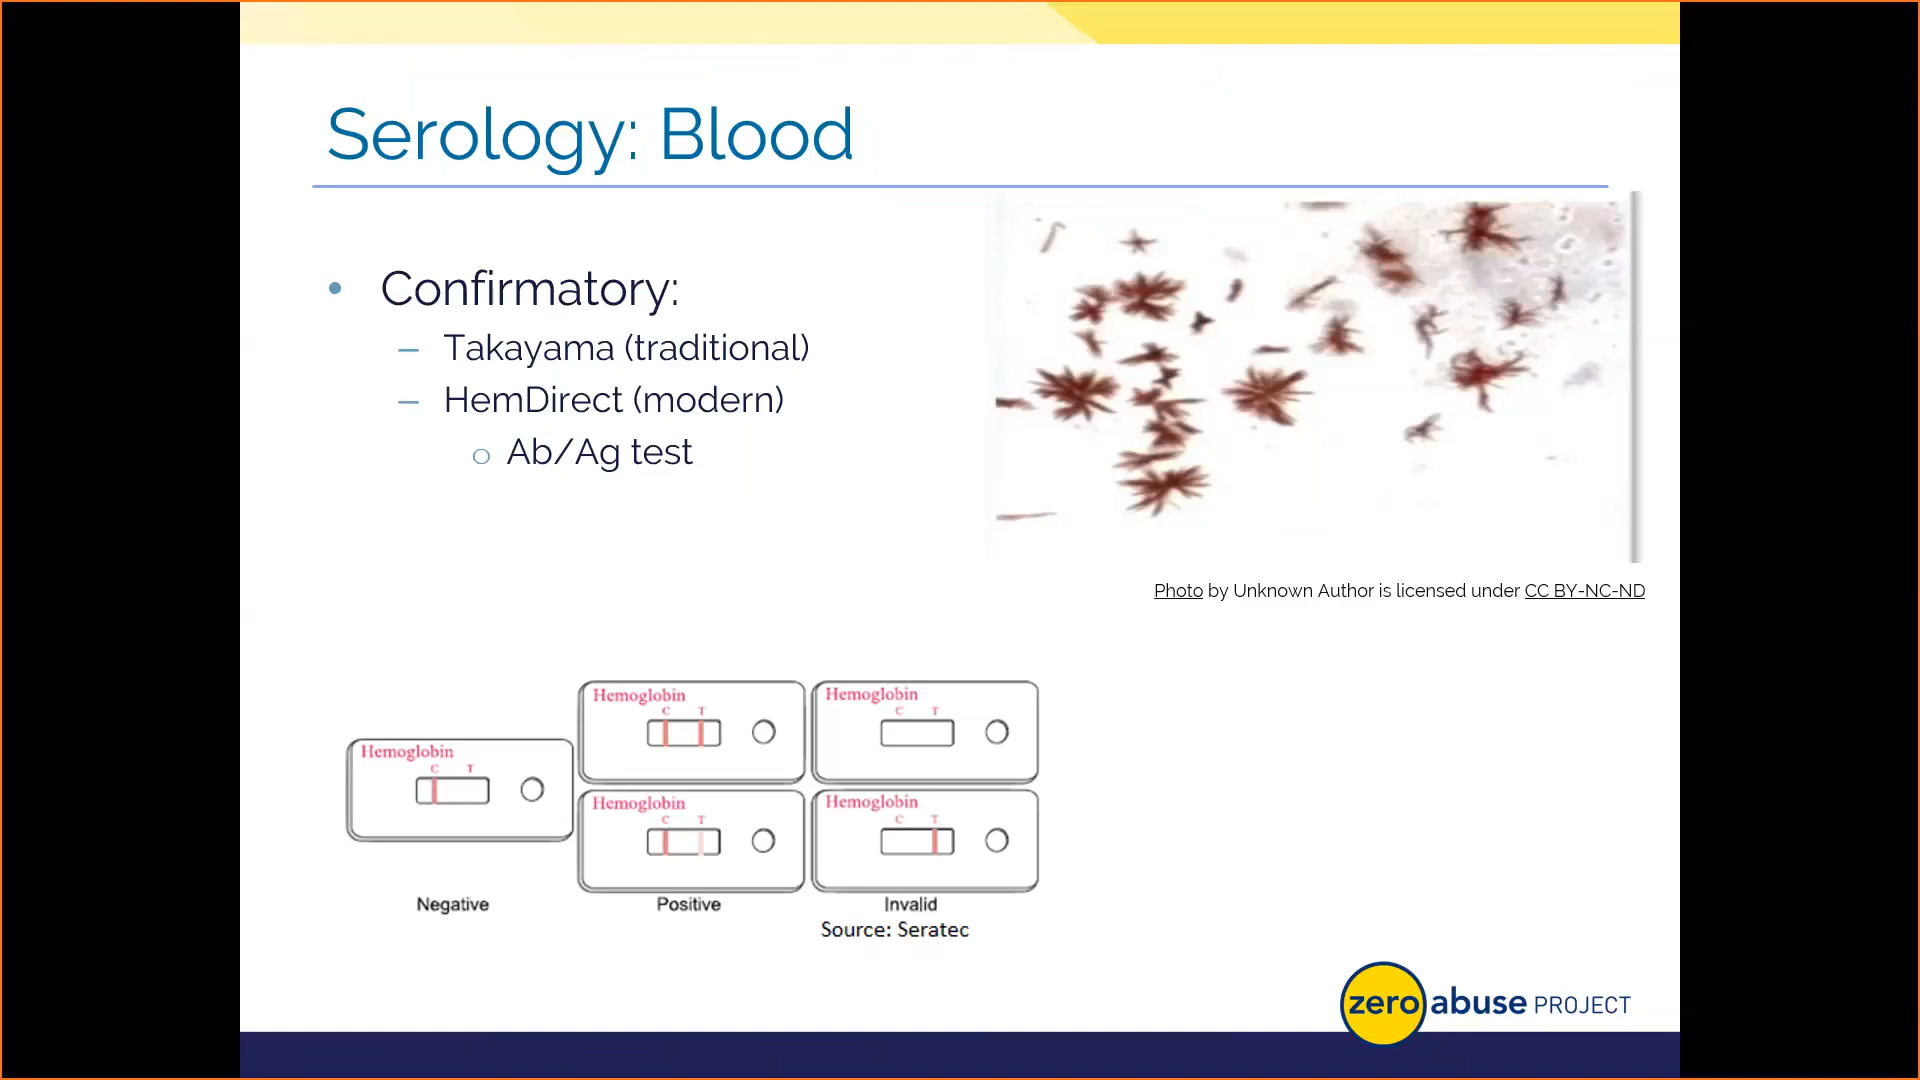 Serology: Blood
• Confirmatory:
– Takayama (traditional)
– HemDirect (modern)
o Ab/Ag test
Photo by Unknown Author is licensed under CC BY-NC-ND
Hemoglobin
C T
Hemoglobin
C T
Hemoglobin
C T
Hemoglobin
C T
Hemoglobin
C T
Negative
Positive
Invalid
Source: Seratec
zero abuse PROJECT